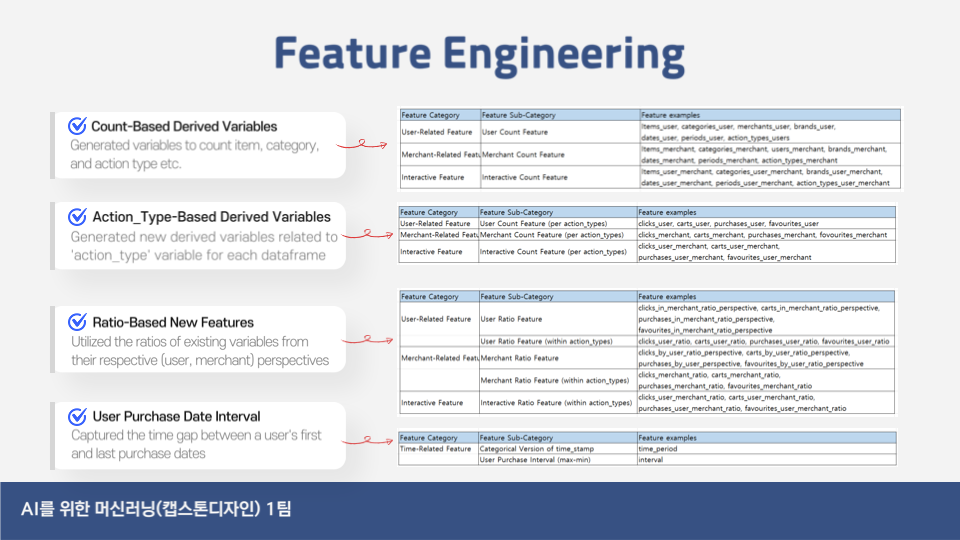 Feature Engineering
Count-Based Derived Variables
Generated variables to count item, category,
and action type etc.
Feature Category Feature Sub-Category Feature examples
User-Related Feature User Count Feature Items_user, categories_user, merchants_user, brands_user,
dates_user, periods_user, action_types_users
Merchant-Related Featu Merchant Count Feature Items_merchant, categories_merchant, users_merchant, brands_merchant,
dates_merchant, periods_merchant, action_types_merchant
Interactive Feature Interactive Count Feature Items_user_merchant, categories_user_merchant, brands_user_merchant,
dates_user_merchant, periods_user_merchant, action_types_user_merchant
Action_Type-Based Derived Variables
Generated new derived variables related to
'action_type' variable for each dataframe
Feature Category Feature Sub-Category Feature examples
User-Related Feature User Count Feature (per action_types) clicks_user, carts_user, purchases_user, favourites_user
Merchant-Related Featu Merchant Count Feature (per action_types) clicks_merchant, carts_merchant, purchases_merchant, favourites_merchant
Interactive Feature Interactive Count Feature (per action_types) clicks_user_merchant, carts_user_merchant,
purchases_user_merchant, favourites_user_merchant
Ratio-Based New Features
Utilized the ratios of existing variables from
their respective (user, merchant) perspectives
Feature Category Feature Sub-Category Feature examples
User-Related Feature User Ratio Feature clicks_in_merchant_ratio_perspective, carts_in_merchant_ratio_perspective,
purchases_in_merchant_ratio_perspective,
favourites_in_merchant_ratio_perspective
User Ratio Feature (within action_types) clicks_user_ratio, carts_user_ratio, purchases_user_ratio, favourites_user_ratio
Merchant-Related Featu Merchant Ratio Feature clicks_by_user_ratio_perspective, carts_by_user_ratio_perspective,
purchases_by_user_ratio_perspective, favourites_by_user_ratio_perspective
Merchant Ratio Feature (within action_types) clicks_merchant_ratio, carts_merchant_ratio,
purchases_merchant_ratio, favourites_merchant_ratio
Interactive Feature Interactive Ratio Feature (within action_types) clicks_user_merchant_ratio, carts_user_merchant_ratio,
purchases_user_merchant_ratio, favourites_user_merchant_ratio
User Purchase Date Interval
Captured the time gap between a user's first
and last purchase dates
Feature Category Feature Sub-Category Feature examples
Time-Related Feature Categorical Version of time_stamp time_period
User Purchase Interval (max-min) interval
AI를 위한 머신러닝(캡스톤디자인) 1팀